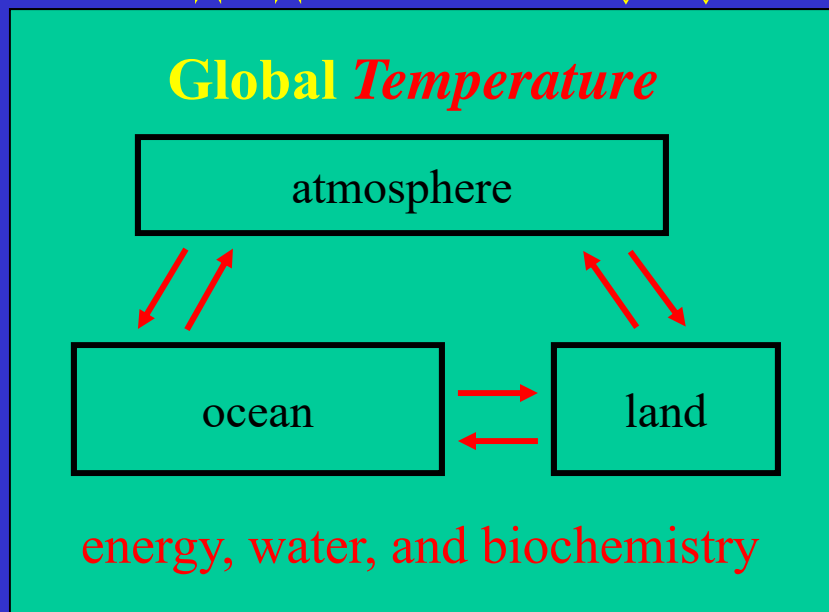 Global Temperature
atmosphere
ocean land
energy, water, and biochemistry